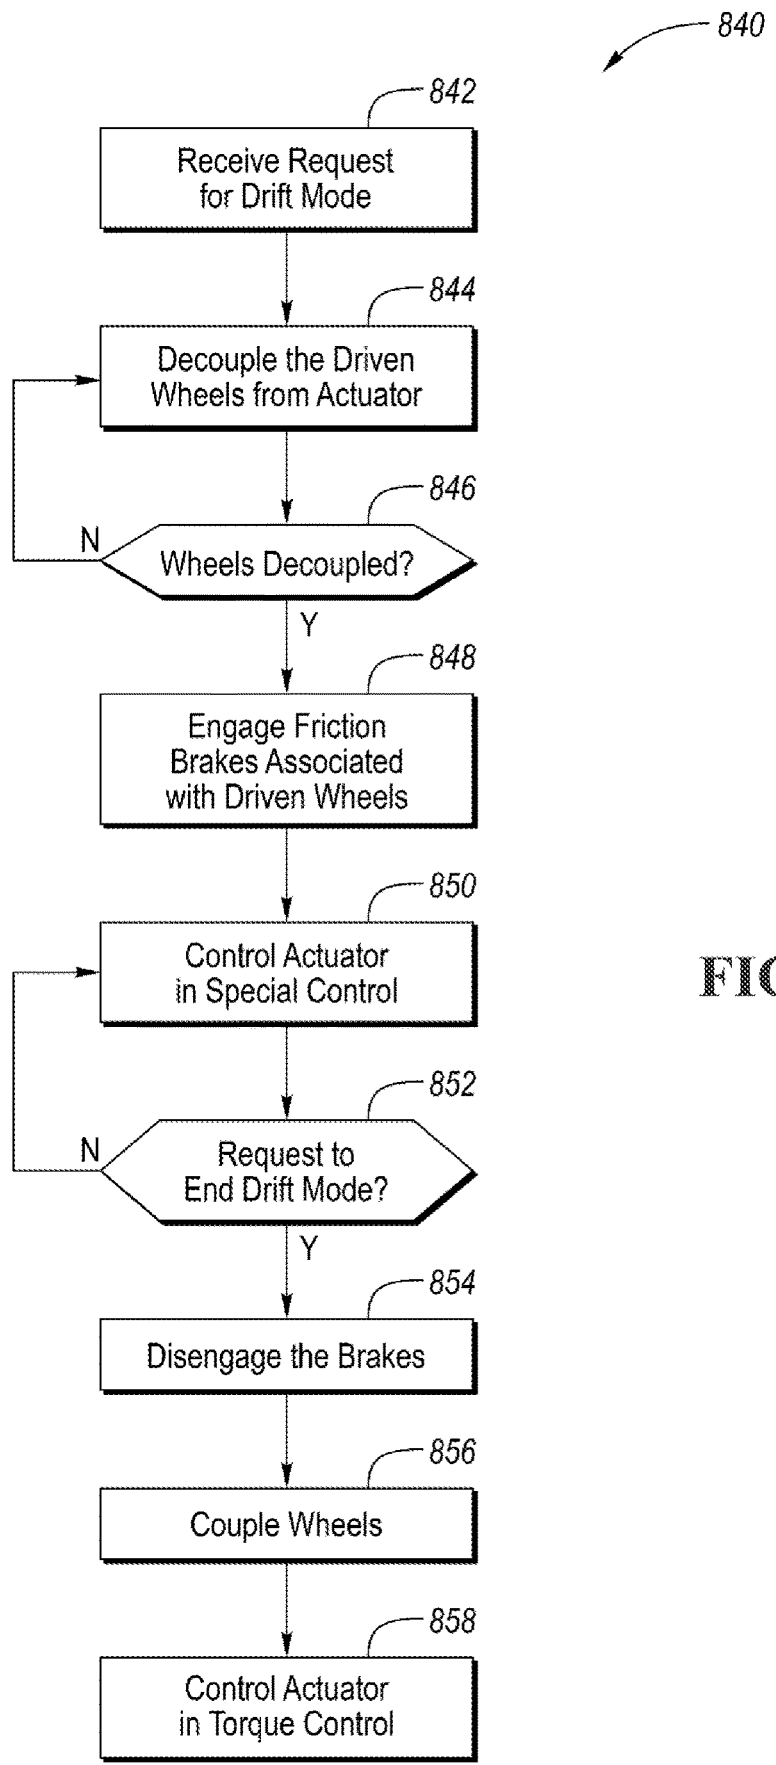 840
842
Receive Request
for Drift Mode
844
Decouple the Driven
Wheels from Actuator
846
N
Wheels Decoupled?
Y
848
Engage Friction
Brakes Associated
with Driven Wheels
850
Control Actuator
in Special Control
FIG
852
N
Request to
End Drift Mode?
Y
854
Disengage the Brakes
856
Couple Wheels
858
Control Actuator
in Torque Control